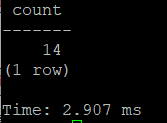 count
-------
14
(1 row)
Time: 2.907 ms